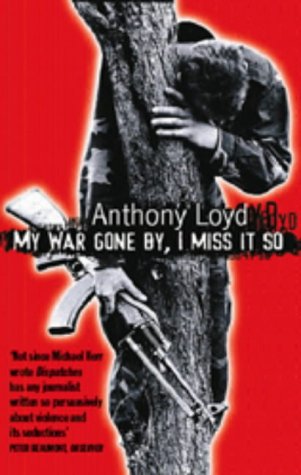 Anthony Loyd
MY WAR GONE BY, I MISS IT SO
'Not since Michael Herr
wrote Dispatches
has any journalist
written so persuasively
about violence and
its seductions'
PETER BEAUMONT, OBSERVER